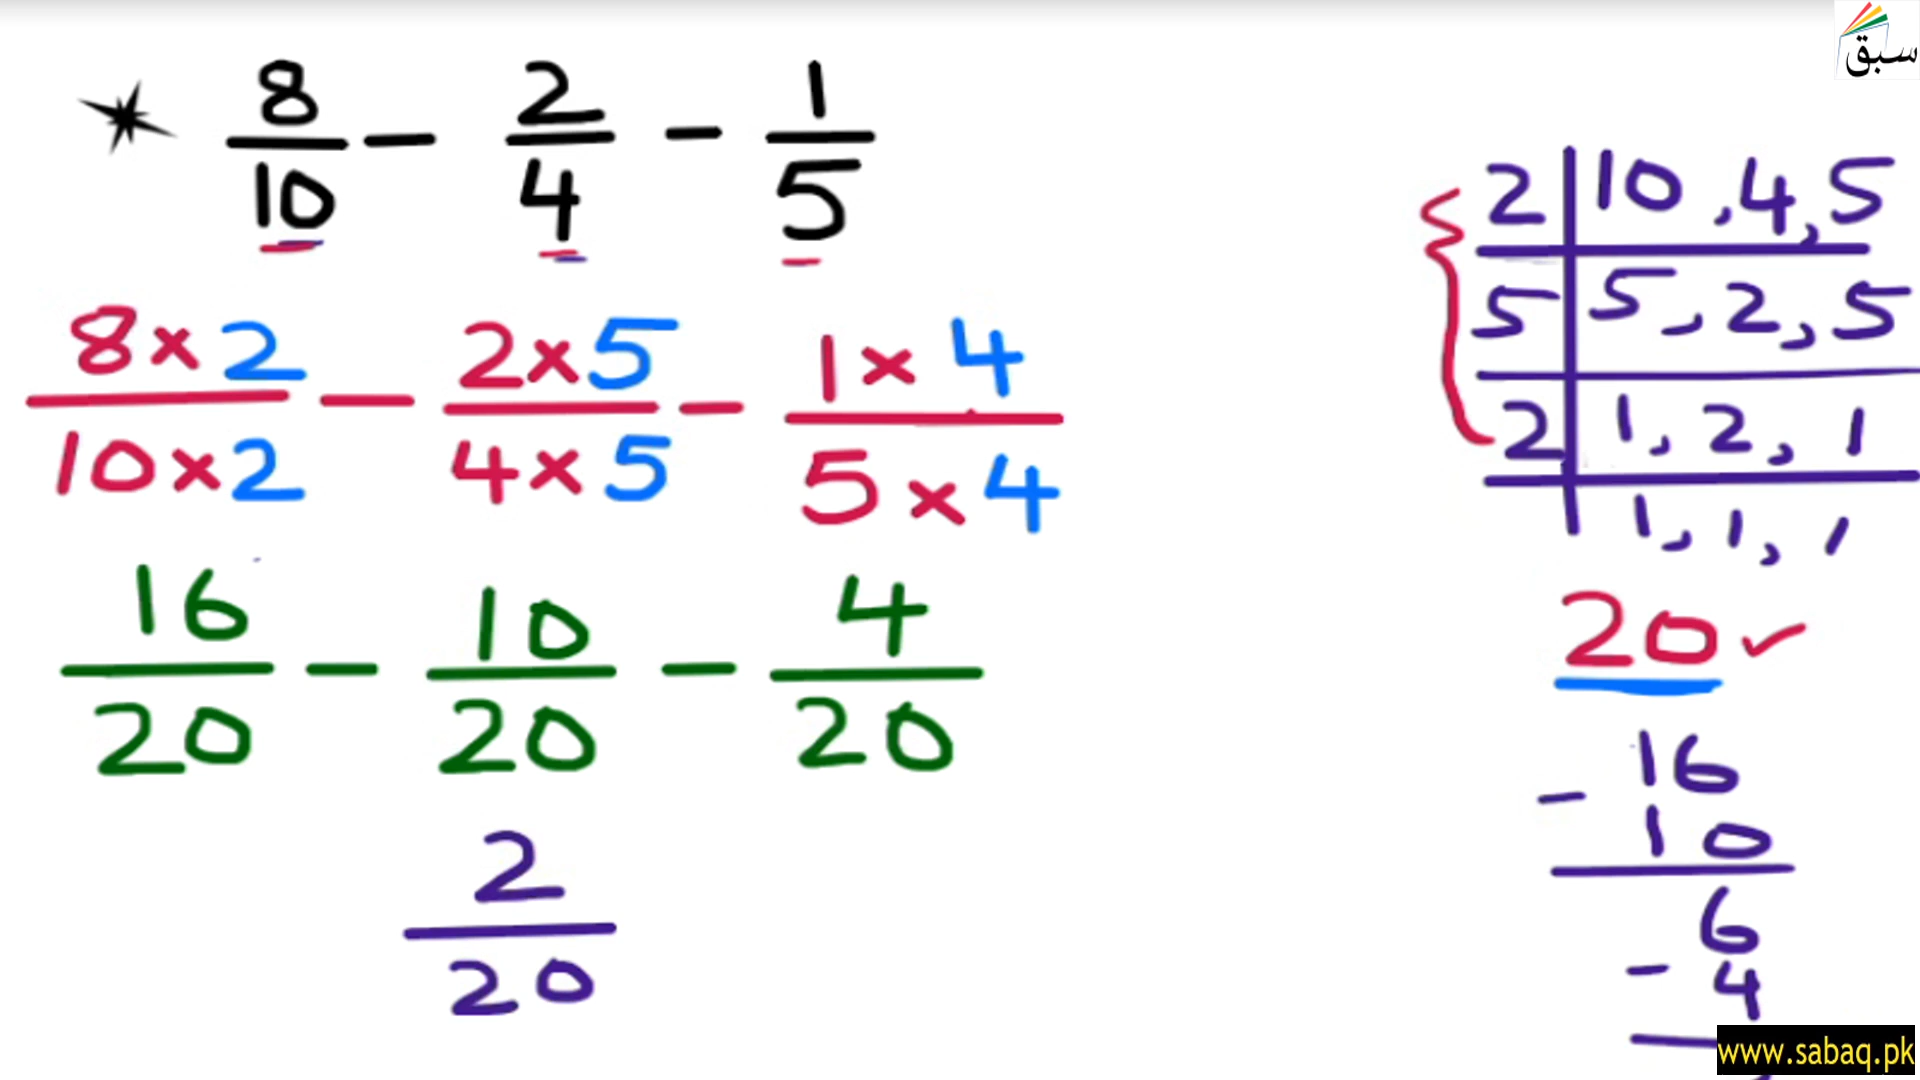 سبق
8/10 - 2/4 - 1/5
8×2/10×2 - 2×5/4×5 - 1×4/5×4
16/20 - 10/20 - 4/20
2/20
2 | 10, 4, 5
5 | 5, 2, 5
2 | 1, 2, 1
1, 1, 1
20 ✓
16
- 10
6
- 4
www.sabaq.pk